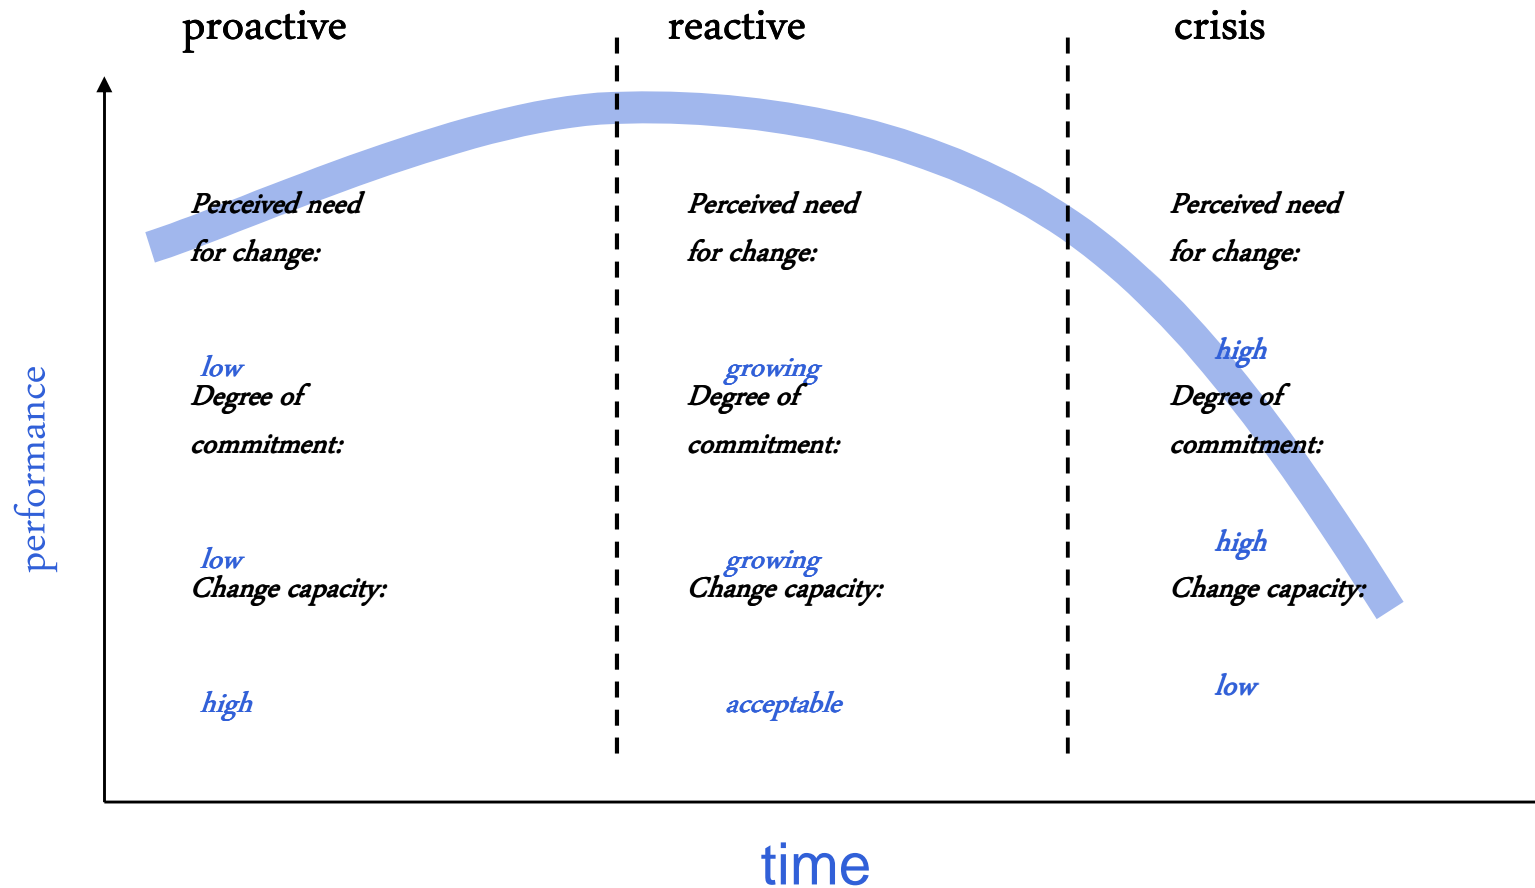 proactive
reactive
crisis
Perceived need
for change:
low
Degree of
commitment:
low
Change capacity:
high
Perceived need
for change:
growing
Degree of
commitment:
growing
Change capacity:
acceptable
Perceived need
for change:
high
Degree of
commitment:
high
Change capacity:
low
performance
time